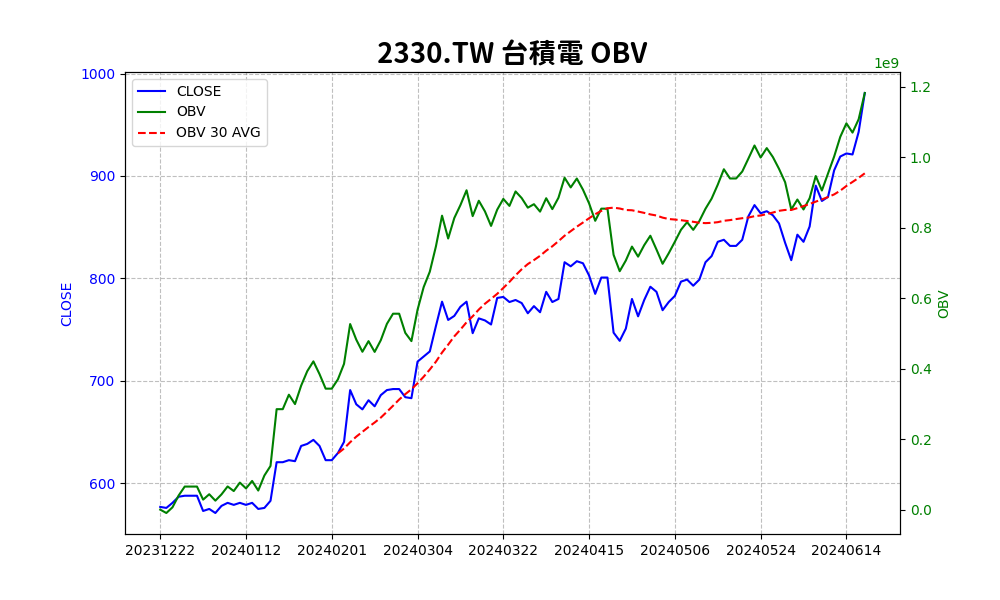 2330.TW 台積電 OBV
1e9
CLOSE
OBV
OBV 30 AVG
1000
900
800
700
600
CLOSE
1.2
1.0
0.8
0.6
0.4
0.2
0.0
OBV
20231222 20240112 20240201 20240304 20240322 20240415 20240506 20240524 20240614